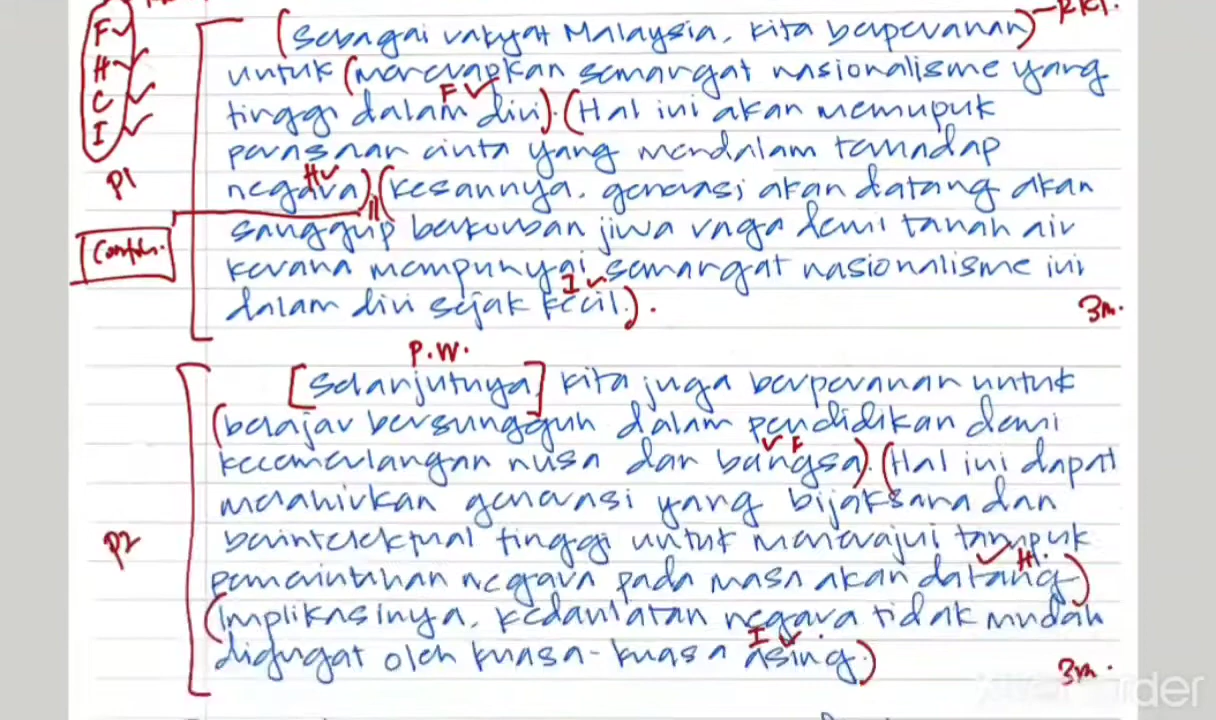 F
H
C
I
P1
Contoh.
(Sebagai rakyat Malaysia, kita berperanan)
untuk (menerapkan semangat nasionalisme yang
F
tinggi dalam diri). (Hal ini akan memupuk
perasaan cinta yang mendalam terhadap
H
negara) (kesannya, generasi akan datang akan
sanggup berkorban jiwa raga demi tanah air
kerana mempunyai semangat nasionalisme ini
I
dalam diri sejak kecil).
3m.
P.W.
[Selanjutnya] kita juga berperanan untuk
(belajar bersungguh dalam pendidikan demi
F
kecemerlangan nusa dan bangsa). (Hal ini dapat
melahirkan generasi yang bijaksana dan
P2
berintelektual tinggi untuk menerajui tampuk
H
pemerintahan negara pada masa akan datang)
(Implikasinya, kedaulatan negara tidak mudah
I
digugat oleh kuasa-kuasa asing)
3m.